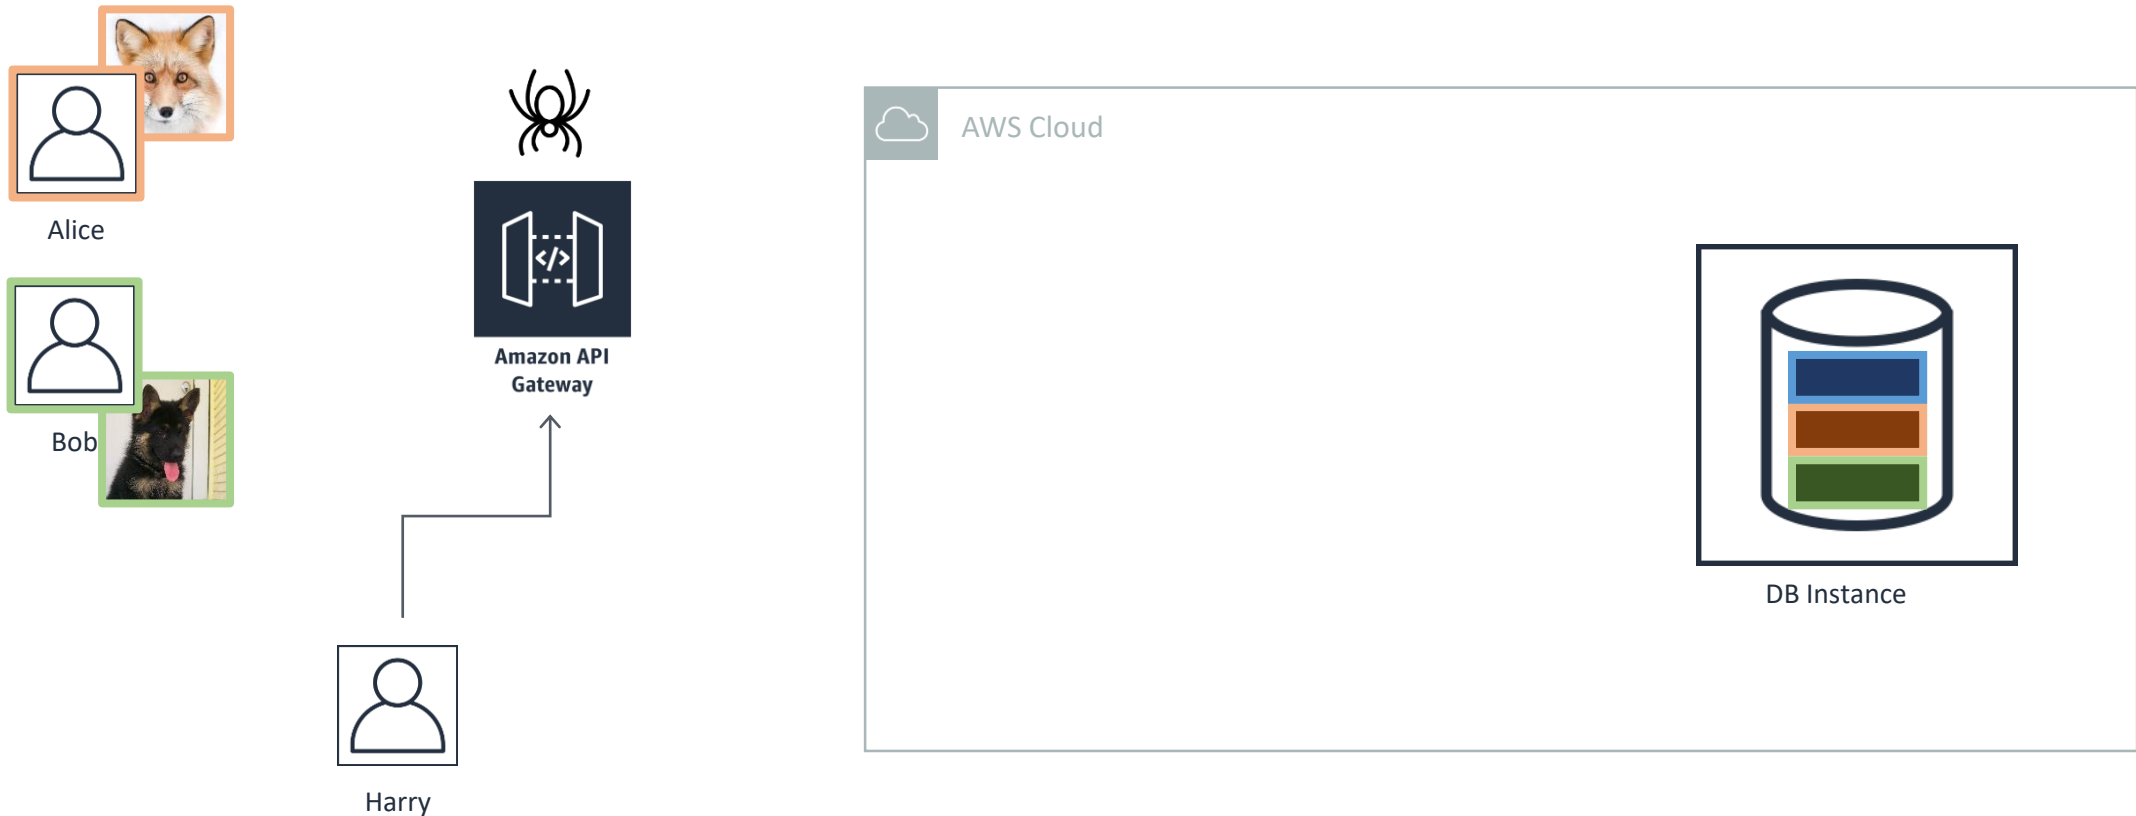 Alice
Bob
Amazon API
Gateway
</>
Harry
AWS Cloud
DB Instance